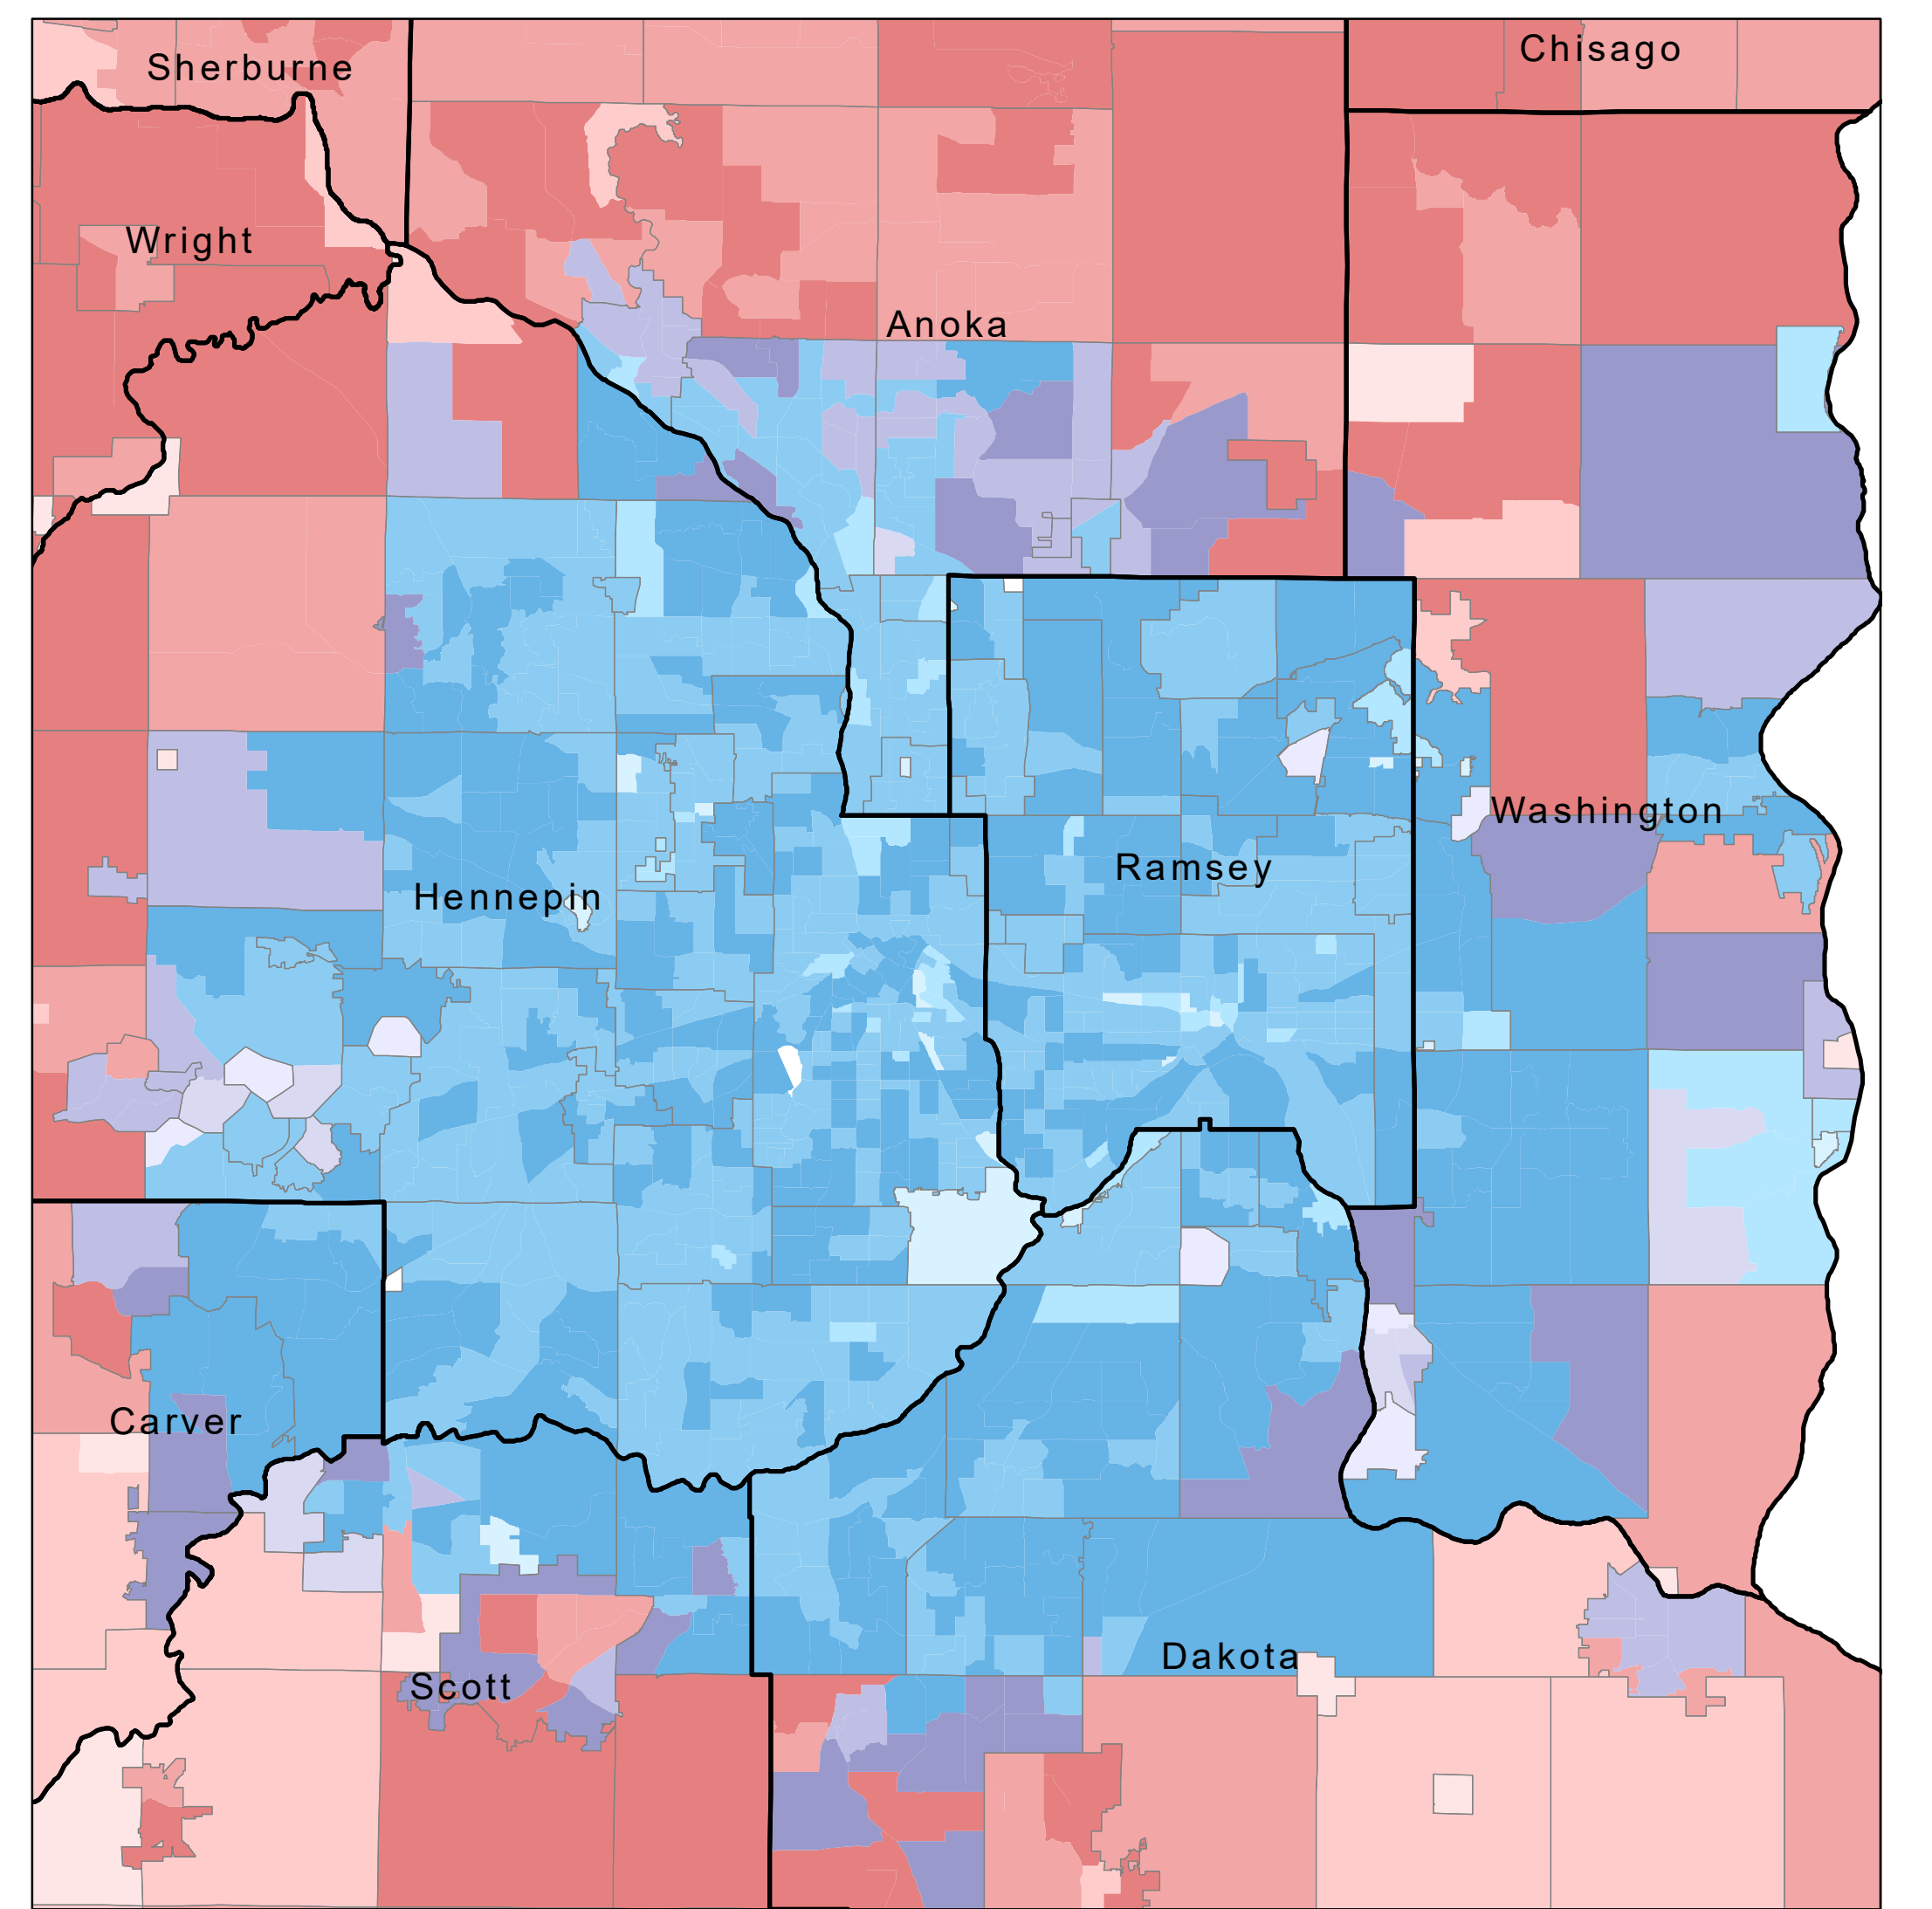 Sherburne
Chisago
Wright
Anoka
Washington
Ramsey
Hennepin
Carver
Dakota
Scott